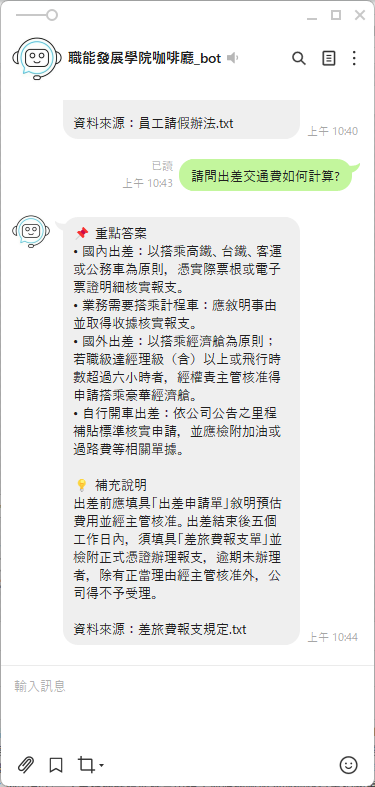 職能發展學院咖啡廳_bot
資料來源：員工請假辦法.txt
上午 10:40
已讀
上午 10:43
請問出差交通費如何計算?
📌 重點答案
• 國內出差：以搭乘高鐵、台鐵、客運
或公務車為原則，憑實際票根或電子
票證明細核實報支。
• 業務需要搭乘計程車：應敘明事由
並取得收據核實報支。
• 國外出差：以搭乘經濟艙為原則；
若職級達經理級（含）以上或飛行時
數超過六小時者，經權責主管核准得
申請搭乘豪華經濟艙。
• 自行開車出差：依公司公告之里程
補貼標準核實申請，並應檢附加油或
過路費等相關單據。
💡 補充說明
出差前應填具「出差申請單」敘明預估
費用並經主管核准。出差結束後五個
工作日內，須填具「差旅費報支單」並
檢附正式憑證辦理報支，逾期未辦理
者，除有正當理由經主管核准外，公
司得不予受理。
資料來源：差旅費報支規定.txt
上午 10:44
輸入訊息